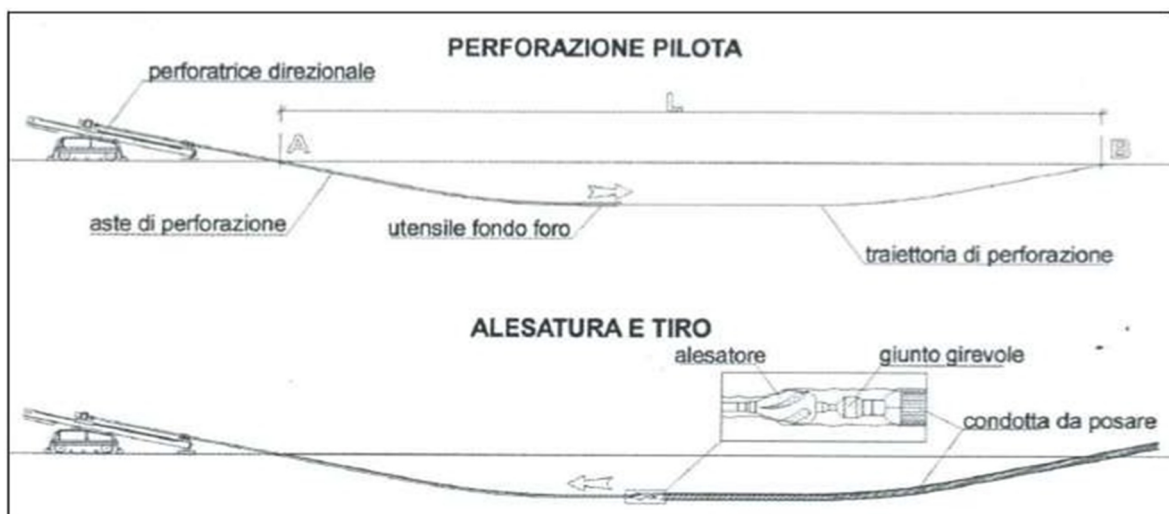 PERFORAZIONE PILOTA
perforatrice direzionale
L
A
B
aste di perforazione
utensile fondo foro
traiettoria di perforazione
ALESATURA E TIRO
alesatore
giunto girevole
condotta da posare